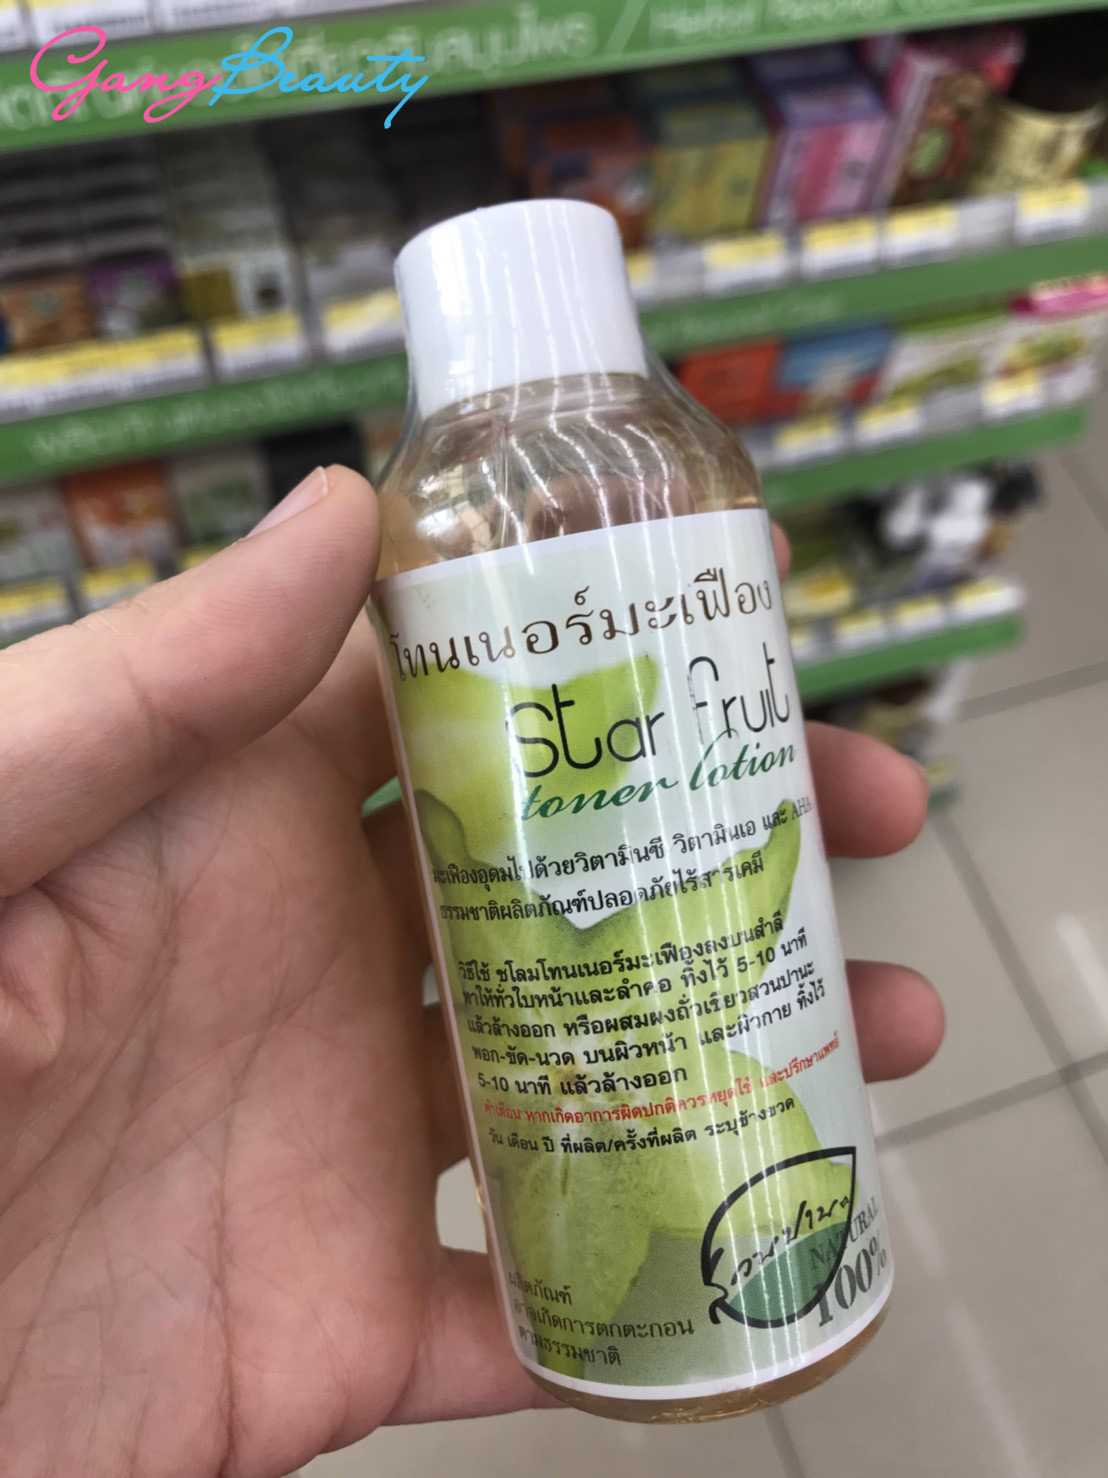 GangBeauty
โทนเนอร์มะเฟือง
Star fruit
toner lotion
มะเฟืองอุดมไปด้วยวิตามินซี วิตามินเอ และ AHA
ธรรมชาติผลิตภัณฑ์ปลอดภัยไร้สารเคมี
วิธีใช้ ชโลมโทนเนอร์มะเฟืองลงบนสำลี
ทาให้ทั่วใบหน้าและลำคอ ทิ้งไว้ 5-10 นาที
แล้วล้างออก หรือผสมผงถั่วเขียวสวนปานะ
พอก-ขัด-นวด บนผิวหน้า และผิวกาย ทิ้งไว้
5-10 นาที แล้วล้างออก
คำเตือน หากเกิดอาการผิดปกติควรหยุดใช้ และปรึกษาแพทย์
วัน เดือน ปี ที่ผลิต/ครั้งที่ผลิต ระบุข้างขวด
สวนปานะ
NATURAL
100%
ผลิตภัณฑ์
อาจเกิดการตกตะกอน
ตามธรรมชาติ